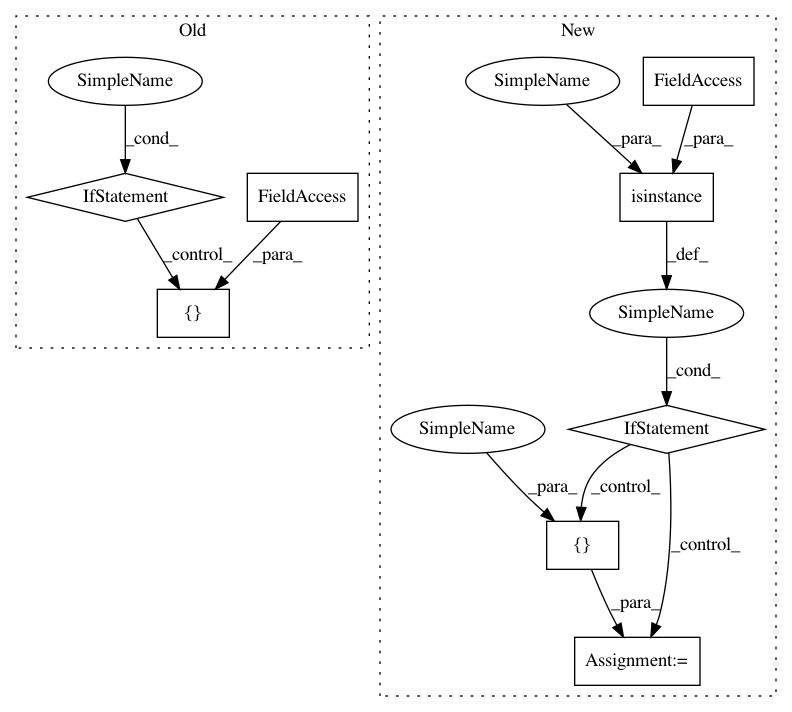 Old
SimpleName
_cond_
IfStatement
FieldAccess
_control_
_para_
{}
New
SimpleName
FieldAccess
_para_
_para_
isinstance
_def_
SimpleName
_cond_
SimpleName
IfStatement
_para_
_control_
{}
_control_
_para_
Assignment:=